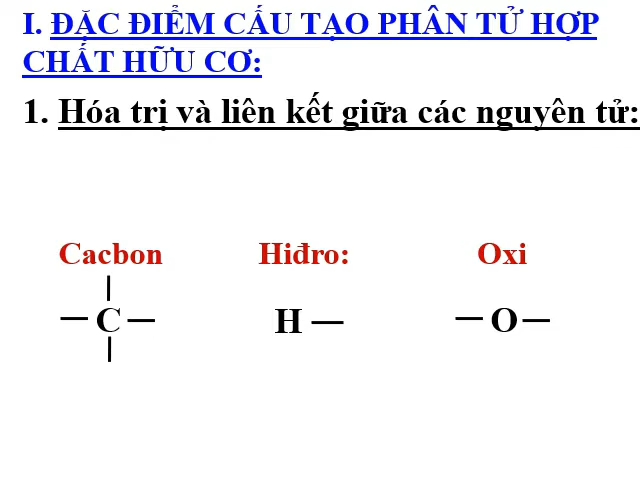 I. ĐẶC ĐIỂM CẤU TẠO PHÂN TỬ HỢP
CHẤT HỮU CƠ:
1. Hóa trị và liên kết giữa các nguyên tử:
Cacbon Hiđro: Oxi
C H O